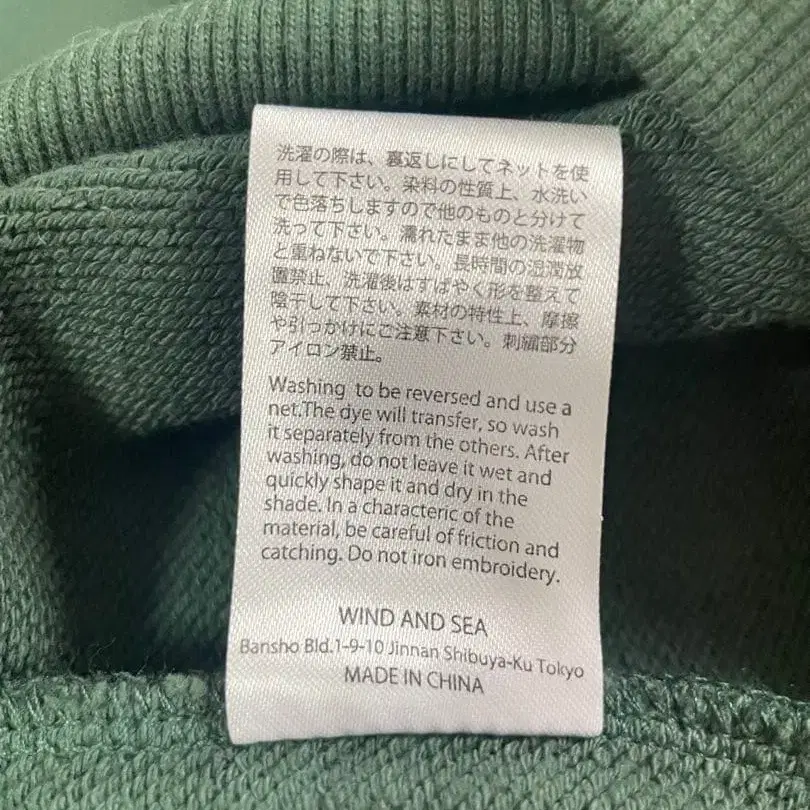 洗濯の際は、裏返しにしてネットを使
用して下さい。染料の性質上、水洗い
で色落ちしますので他のものと分けて
洗って下さい。濡れたまま他の洗濯物
と重ねないで下さい。長時間の湿潤放
置禁止、洗濯後はすばやく形を整えて
陰干して下さい。素材の特性上、摩擦
や引っかけにご注意下さい。刺繍部分
アイロン禁止。
Washing to be reversed and use a
net.The dye will transfer, so wash
it separately from the others. After
washing, do not leave it wet and
quickly shape it and dry in the
shade. In a characteric of the
material, be careful of friction and
catching. Do not iron embroidery.
WIND AND SEA
Bansho Bld.1-9-10 Jinnan Shibuya-Ku Tokyo
MADE IN CHINA